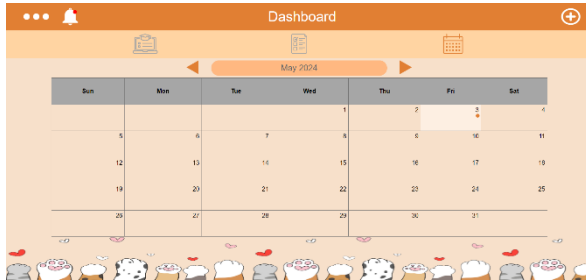 Dashboard
May 2024
Sun Mon Tue Wed Thu Fri Sat
1 2 3 4
5 6 7 8 9 10 11
12 13 14 15 16 17 18
19 20 21 22 23 24 25
26 27 28 29 30 31